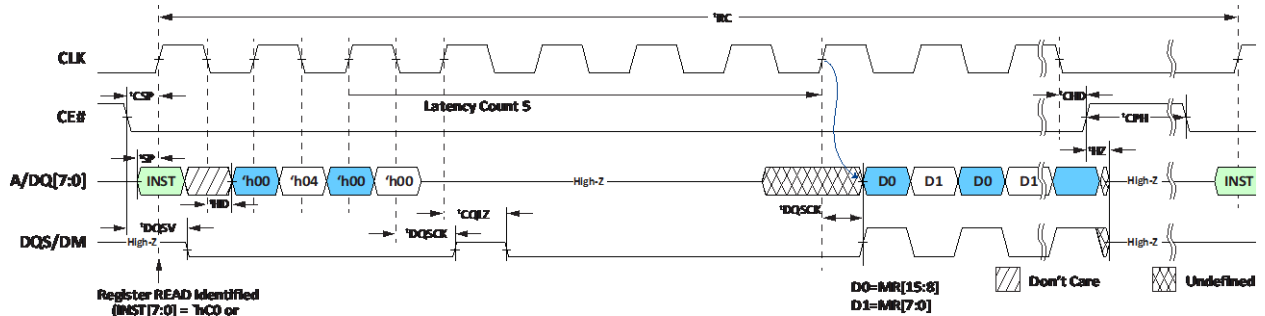 tRC
CLK
tCSP
Latency Count 5
tCHD
CE#
tCPH
tSP
tHZ
A/DQ[7:0]
INST
'h00
'h04
'h00
'h00
High-Z
D0
D1
D0
D1
High-Z
INST
tHD
tCQLZ
tDQSCK
tDQSV
tDQSCK
DQS/DM
High-Z
High-Z
Don't Care
Undefined
Register READ Identified
(INST[7:0] = 'hC0 or
D0=MR[15:8]
D1=MR[7:0]